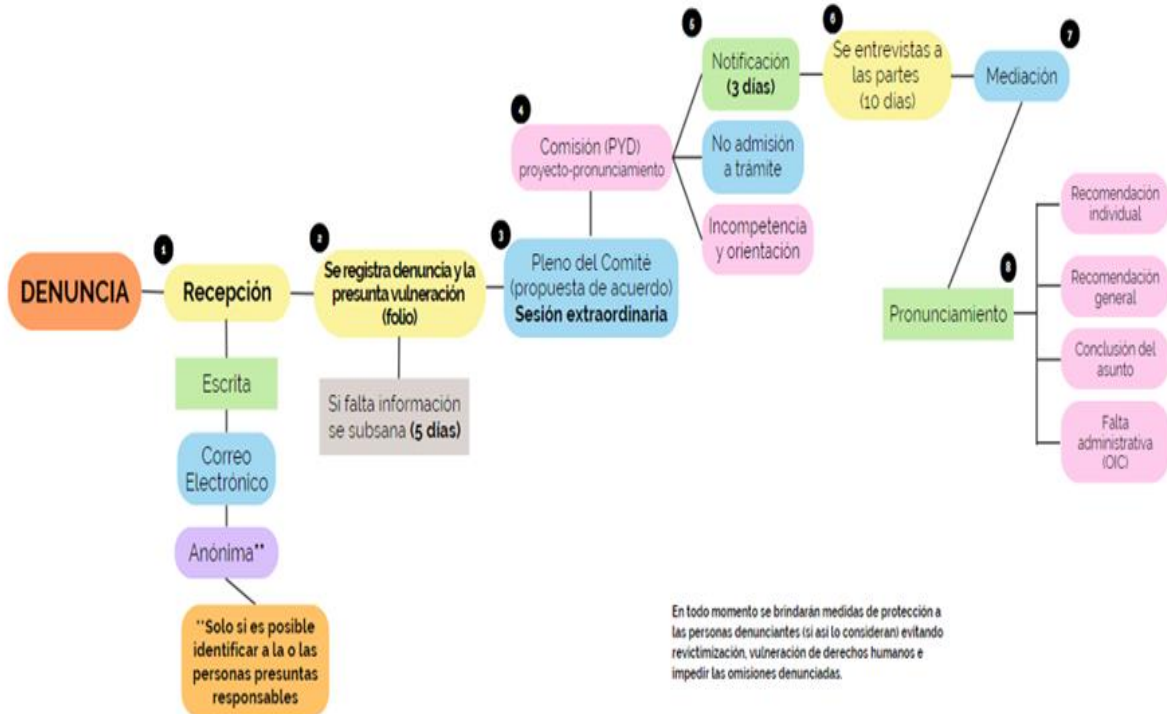 DENUNCIA
1
Recepción
Escrita
Correo
Electrónico
Anónima**
**Solo si es posible
identificar a la o las
personas presuntas
responsables
2
Se registra denuncia y la
presunta vulneración
(folio)
Si falta información
se subsana (5 días)
3
Pleno del Comité
(propuesta de acuerdo)
Sesión extraordinaria
4
Comisión (PYD)
proyecto-pronunciamiento
5
Notificación
(3 días)
No admisión
a trámite
Incompetencia
y orientación
6
Se entrevistas a
las partes
(10 días)
7
Mediación
8
Pronunciamiento
Recomendación
individual
Recomendación
general
Conclusión del
asunto
Falta
administrativa
(OIC)
En todo momento se brindarán medidas de protección a
las personas denunciantes (si así lo consideran) evitando
revictimización, vulneración de derechos humanos e
impedir las omisiones denunciadas.